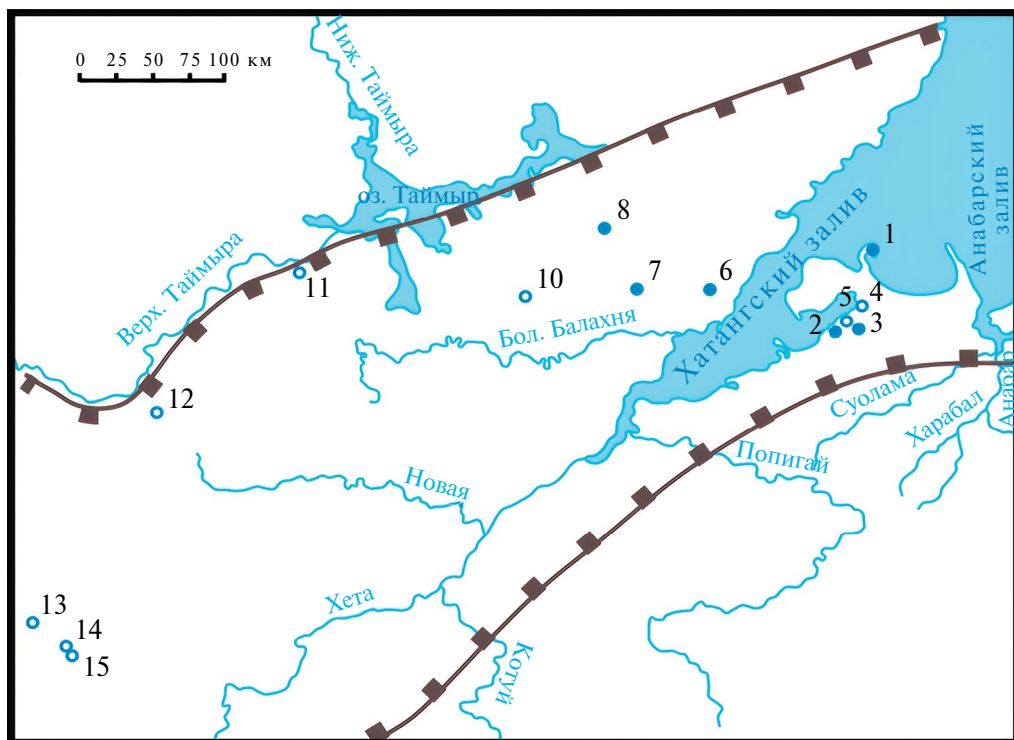 0 25 50 75 100 км
Ниж. Таймыра
оз. Таймыр
Анабарский
залив
Верх. Таймыра
8
1
11
10
7
6
Хатангский залив
5
4
2
3
Бол. Балахня
12
Суолама
Харабал
Анабар
Попигай
Новая
13
14
15
Хета
Котуй